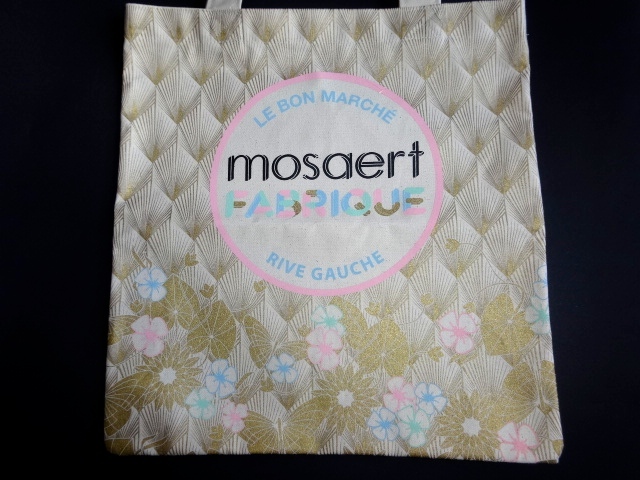 LE BON MARCHÉ
mosaert
FABRIQUE
RIVE GAUCHE